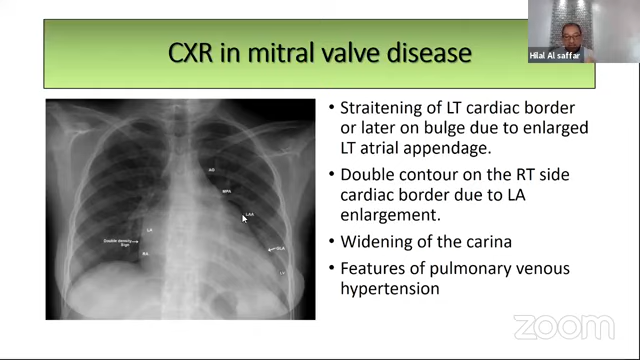 Hilal Al saffar
CXR in mitral valve disease
• Straitening of LT cardiac border
or later on bulge due to enlarged
LT atrial appendage.
• Double contour on the RT side
cardiac border due to LA
enlargement.
• Widening of the carina
• Features of pulmonary venous
hypertension
AO
MPA
LAA
LA
Double density
Sign
RA
LV
zoom